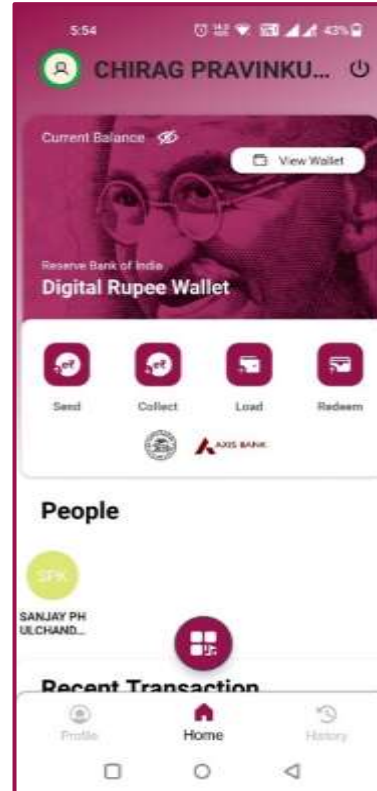 5:54
43%
CHIRAG PRAVINKU...
Current Balance
View Wallet
Reserve Bank of India
Digital Rupee Wallet
e₹
e₹
Send Collect Load Redeem
AXIS BANK
People
SPK
SANJAY PH
ULCHAND...
Recent Transaction
Profile Home History